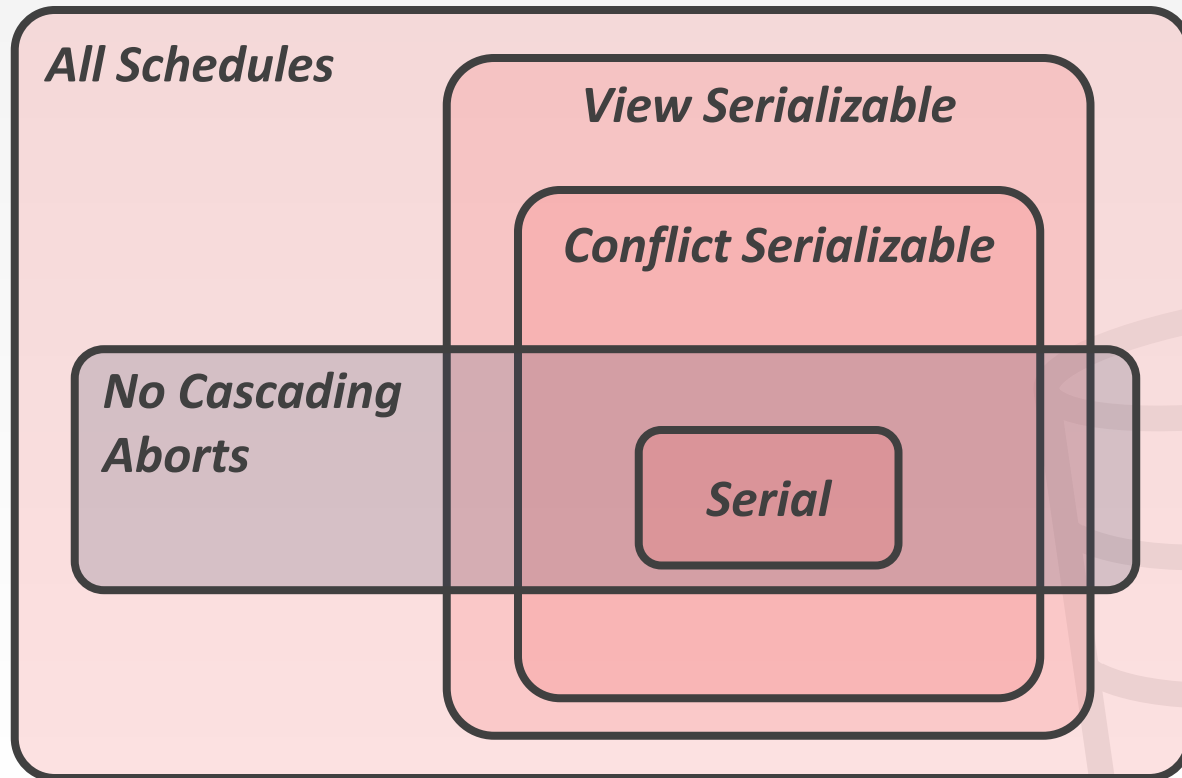 All Schedules
View Serializable
Conflict Serializable
No Cascading
Aborts
Serial